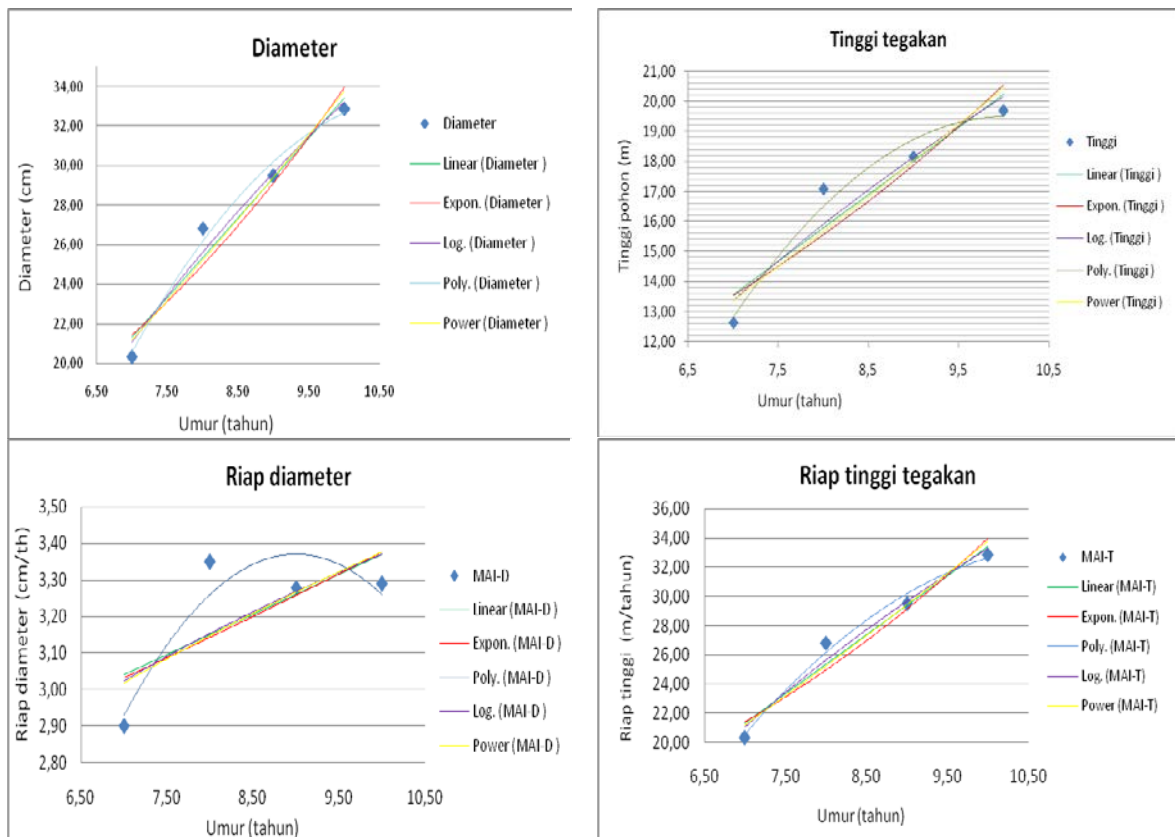 Diameter
34,00
32,00
30,00
28,00
26,00
24,00
22,00
20,00
Diameter (cm)
6,50 7,50 8,50 9,50 10,50
Umur (tahun)
Diameter
Linear (Diameter )
Expon. (Diameter )
Log. (Diameter )
Poly. (Diameter )
Power (Diameter )
Tinggi tegakan
21,00
20,00
19,00
18,00
17,00
16,00
15,00
14,00
13,00
12,00
Tinggi pohon (m)
6,5 7,5 8,5 9,5 10,5
Umur (tahun)
Tinggi
Linear (Tinggi )
Expon. (Tinggi )
Log. (Tinggi )
Poly. (Tinggi )
Power (Tinggi )
Riap diameter
3,50
3,40
3,30
3,20
3,10
3,00
2,90
2,80
Riap diameter (cm/th)
6,50 7,50 8,50 9,50 10,50
Umur (tahun)
MAI-D
Linear (MAI-D )
Expon. (MAI-D )
Poly. (MAI-D )
Log. (MAI-D )
Power (MAI-D )
Riap tinggi tegakan
36,00
34,00
32,00
30,00
28,00
26,00
24,00
22,00
20,00
Riap tinggi (m/tahun)
6,50 7,50 8,50 9,50 10,50
Umur (tahun)
MAI-T
Linear (MAI-T)
Expon. (MAI-T)
Poly. (MAI-T)
Log. (MAI-T)
Power (MAI-T)